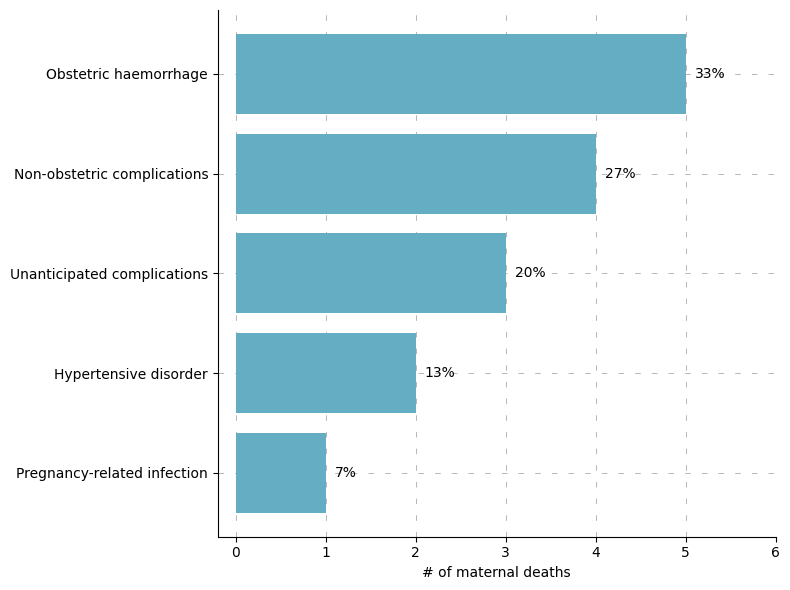 Obstetric haemorrhage
33%
Non-obstetric complications
27%
Unanticipated complications
20%
Hypertensive disorder
13%
Pregnancy-related infection
7%
0 1 2 3 4 5 6
# of maternal deaths